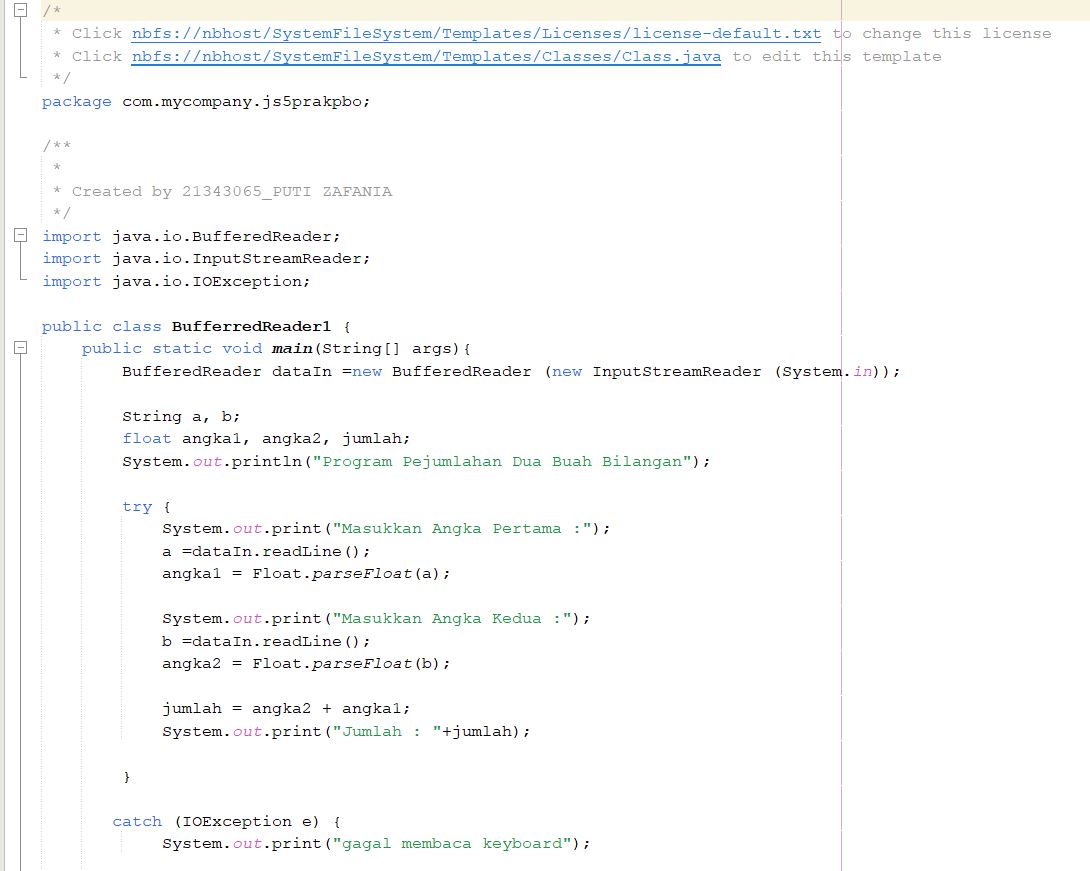 /*
 * Click nbfs://nbhost/SystemFileSystem/Templates/Licenses/license-default.txt to change this license
 * Click nbfs://nbhost/SystemFileSystem/Templates/Classes/Class.java to edit this template
 */
package com.mycompany.js5prakpbo;

/**
 *
 * Created by 21343065_PUTI ZAFANIA
 */
import java.io.BufferedReader;
import java.io.InputStreamReader;
import java.io.IOException;

public class BufferredReader1 {
    public static void main(String[] args){
        BufferedReader dataIn =new BufferedReader (new InputStreamReader (System.in));

        String a, b;
        float angka1, angka2, jumlah;
        System.out.println("Program Pejumlahan Dua Buah Bilangan");

        try {
            System.out.print("Masukkan Angka Pertama :");
            a =dataIn.readLine();
            angka1 = Float.parseFloat(a);

            System.out.print("Masukkan Angka Kedua :");
            b =dataIn.readLine();
            angka2 = Float.parseFloat(b);

            jumlah = angka2 + angka1;
            System.out.print("Jumlah : "+jumlah);

        }

       catch (IOException e) {
            System.out.print("gagal membaca keyboard");